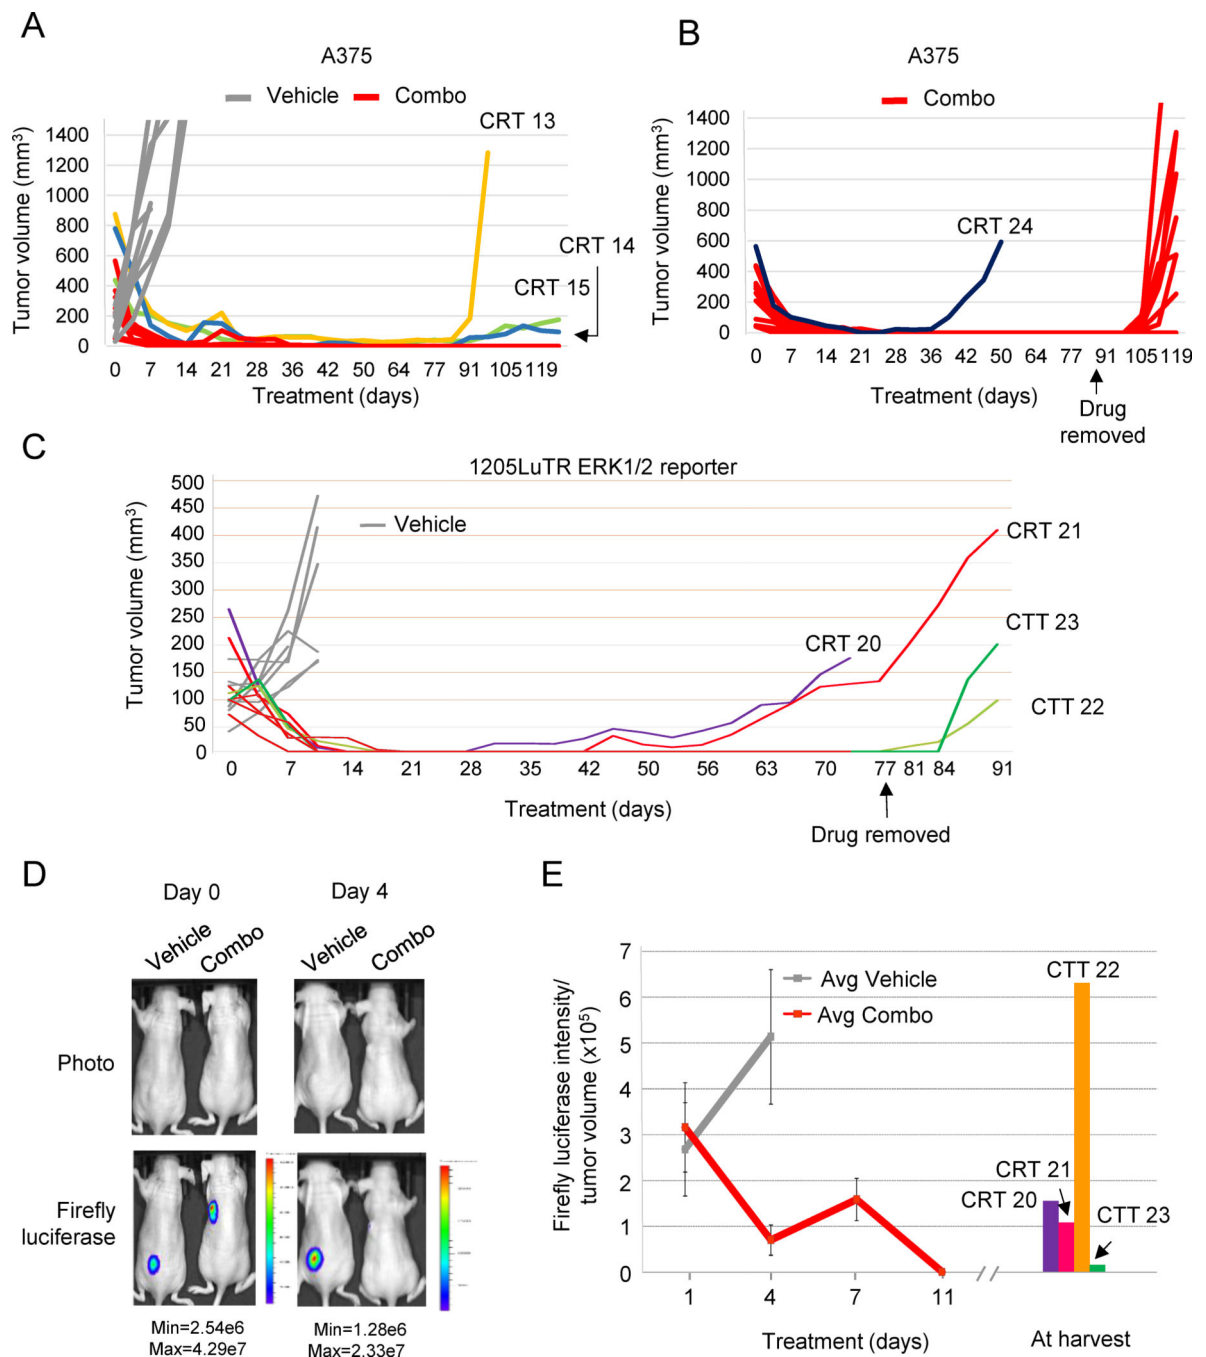 A
A375
Vehicle
Combo
Tumor volume (mm³)
1400
1200
1000
800
600
400
200
0
CRT 13
CRT 14
CRT 15
0 7 14 21 28 36 42 50 64 77 91 105 119
Treatment (days)
B
A375
Combo
Tumor volume (mm³)
1400
1200
1000
800
600
400
200
0
CRT 24
0 7 14 21 28 36 42 50 64 77 91 105 119
Treatment (days)
Drug
removed
C
1205LuTR ERK1/2 reporter
Vehicle
Tumor volume (mm³)
500
450
400
350
300
250
200
150
100
50
0
CRT 21
CTT 23
CRT 20
CTT 22
0 7 14 21 28 35 42 50 56 63 70 77 81 84 91
Treatment (days)
Drug removed
D
Day 0
Day 4
Vehicle
Combo
Vehicle
Combo
Photo
Firefly
luciferase
Min=2.54e6
Max=4.29e7
Min=1.28e6
Max=2.33e7
E
Firefly luciferase intensity/
tumor volume (x10⁵)
7
6
5
4
3
2
1
0
Avg Vehicle
Avg Combo
CTT 22
CRT 21
CRT 20
CTT 23
1 4 7 11
Treatment (days)
At harvest